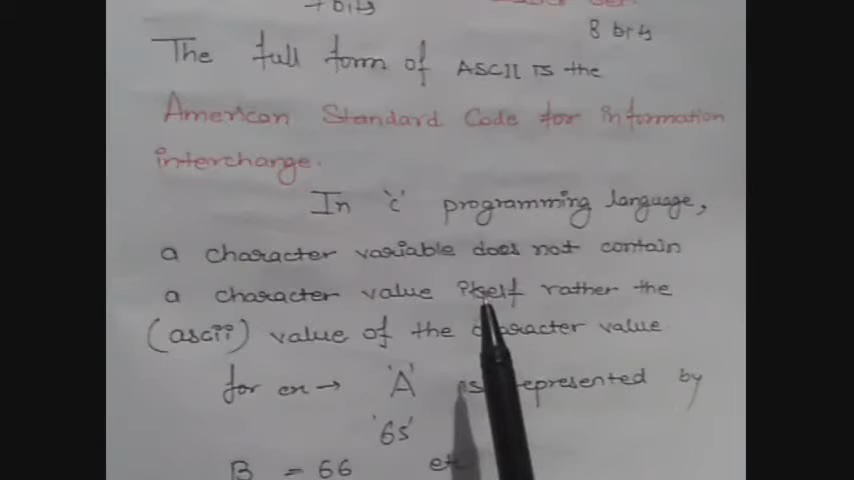 7 bits
8 bits
The full form of ASCII is the
American Standard Code for information
interchange.
In 'c' programming language,
a character variable does not contain
a character value itself rather the
(ascii) value of the character value
for ex → 'A' is represented by
'65'
B = 66 etc